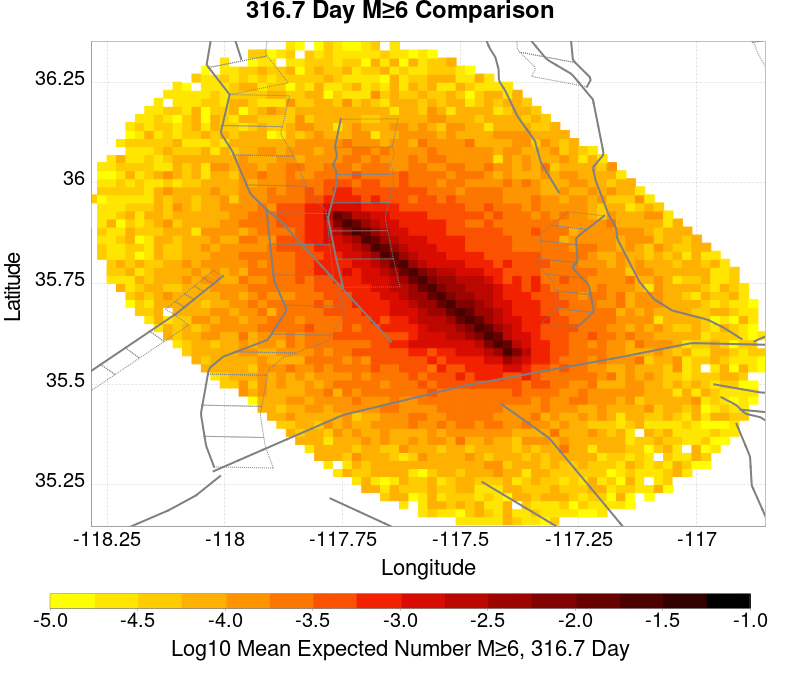 316.7 Day M≥6 Comparison
36.25
36
35.75
35.5
35.25
Latitude
-118.25 -118 -117.75 -117.5 -117.25 -117
Longitude
-5.0 -4.5 -4.0 -3.5 -3.0 -2.5 -2.0 -1.5 -1.0
Log10 Mean Expected Number M≥6, 316.7 Day